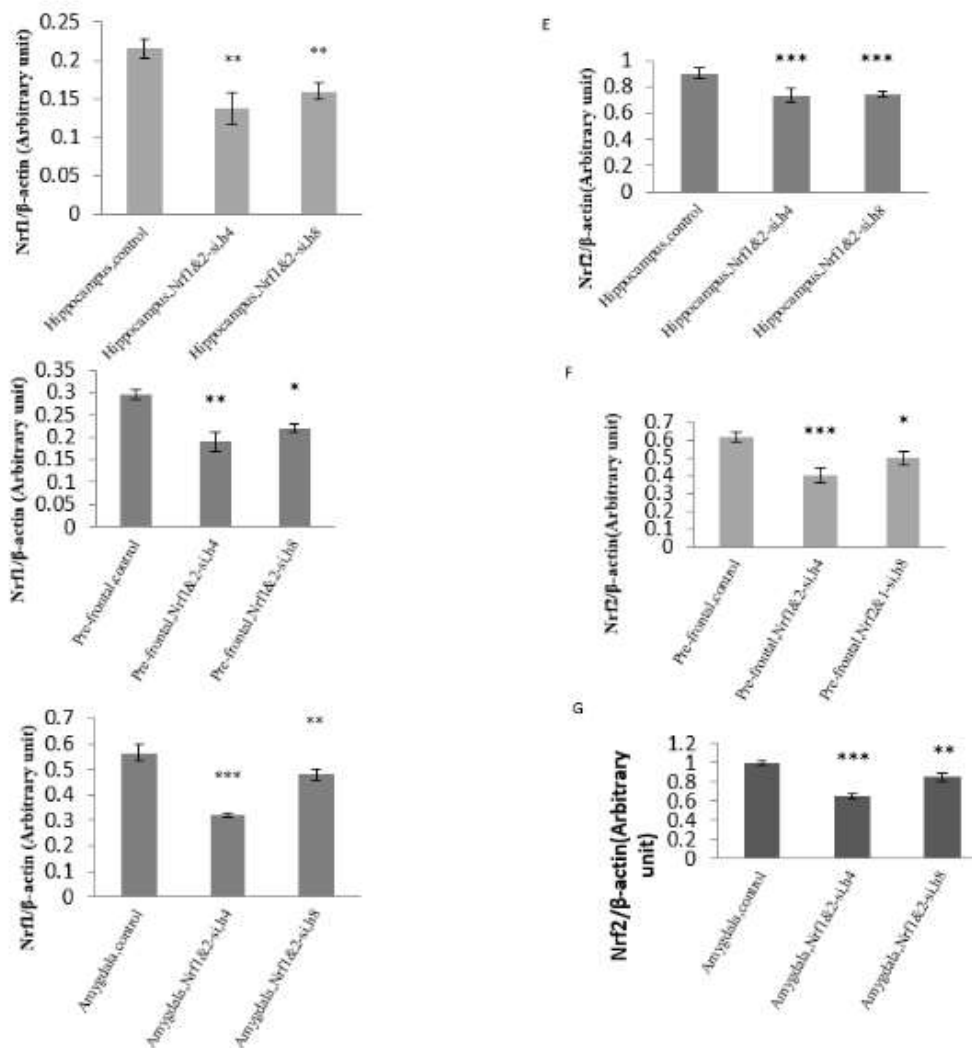 Nrf1/β-actin (Arbitrary unit)
0.25
0.2
0.15
0.1
0.05
0
**
**
Hippocampus,control
Hippocampus,Nrf1&2-si,h4
Hippocampus,Nrf1&2-si,h8
E
Nrf2/β-actin(Arbitrary unit)
1
0.8
0.6
0.4
0.2
0
***
***
Hippocampus,control
Hippocampus,Nrf1&2-si,h4
Hippocampus,Nrf1&2-si,h8
Nrf1/β-actin (Arbitrary unit)
0.35
0.3
0.25
0.2
0.15
0.1
0.05
0
**
*
Pre-frontal,control
Pre-frontal,Nrf1&2-si,h4
Pre-frontal,Nrf1&2-si,h8
F
Nrf2/β-actin(Arbitrary unit)
0.7
0.6
0.5
0.4
0.3
0.2
0.1
0
***
*
Pre-frontal,control
Pre-frontal,Nrf1&2-si,h4
Pre-frontal,Nrf2&1-si,h8
Nrf1/β-actin (Arbitrary unit)
0.7
0.6
0.5
0.4
0.3
0.2
0.1
0
***
**
Amygdala,control
Amygdala,Nrf1&2-si,h4
Amygdala,Nrf1&2-si,h8
G
Nrf2/β-actin(Arbitrary
unit)
1.2
1
0.8
0.6
0.4
0.2
0
***
**
Amygdala,control
Amygdala,Nrf1&2-si,h4
Amygdala,Nrf1&2-si,h8